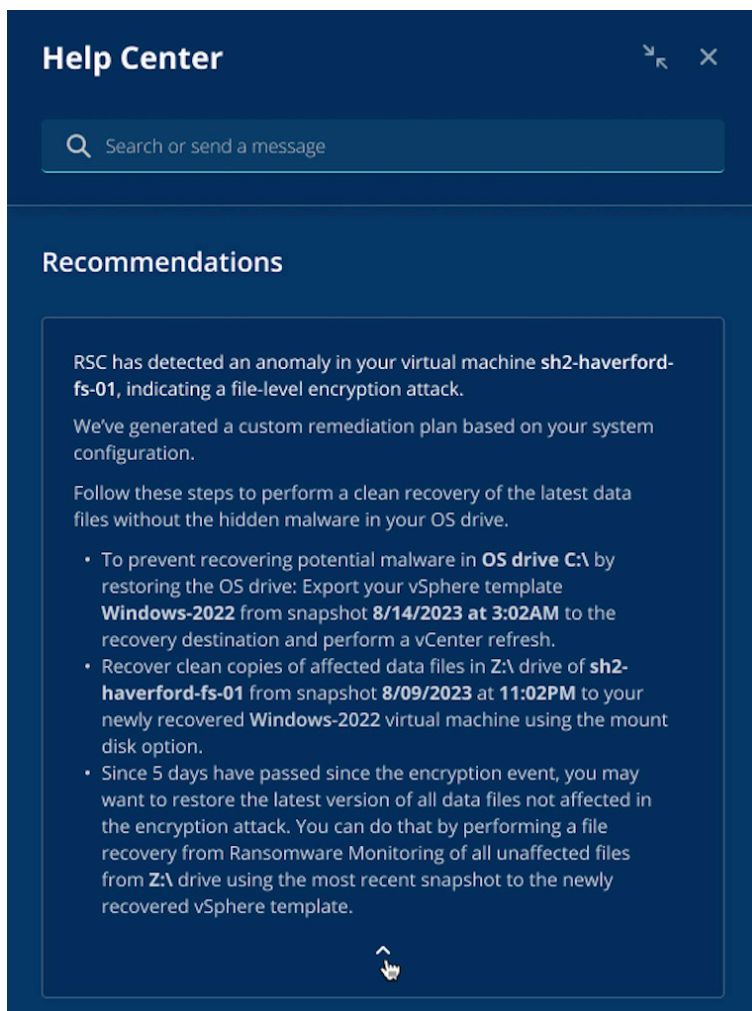 Help Center
Search or send a message
Recommendations
RSC has detected an anomaly in your virtual machine sh2-haverford-
fs-01, indicating a file-level encryption attack.
We’ve generated a custom remediation plan based on your system
configuration.
Follow these steps to perform a clean recovery of the latest data
files without the hidden malware in your OS drive.
• To prevent recovering potential malware in OS drive C:\ by
restoring the OS drive: Export your vSphere template
Windows-2022 from snapshot 8/14/2023 at 3:02AM to the
recovery destination and perform a vCenter refresh.
• Recover clean copies of affected data files in Z:\ drive of sh2-
haverford-fs-01 from snapshot 8/09/2023 at 11:02PM to your
newly recovered Windows-2022 virtual machine using the mount
disk option.
• Since 5 days have passed since the encryption event, you may
want to restore the latest version of all data files not affected in
the encryption attack. You can do that by performing a file
recovery from Ransomware Monitoring of all unaffected files
from Z:\ drive using the most recent snapshot to the newly
recovered vSphere template.